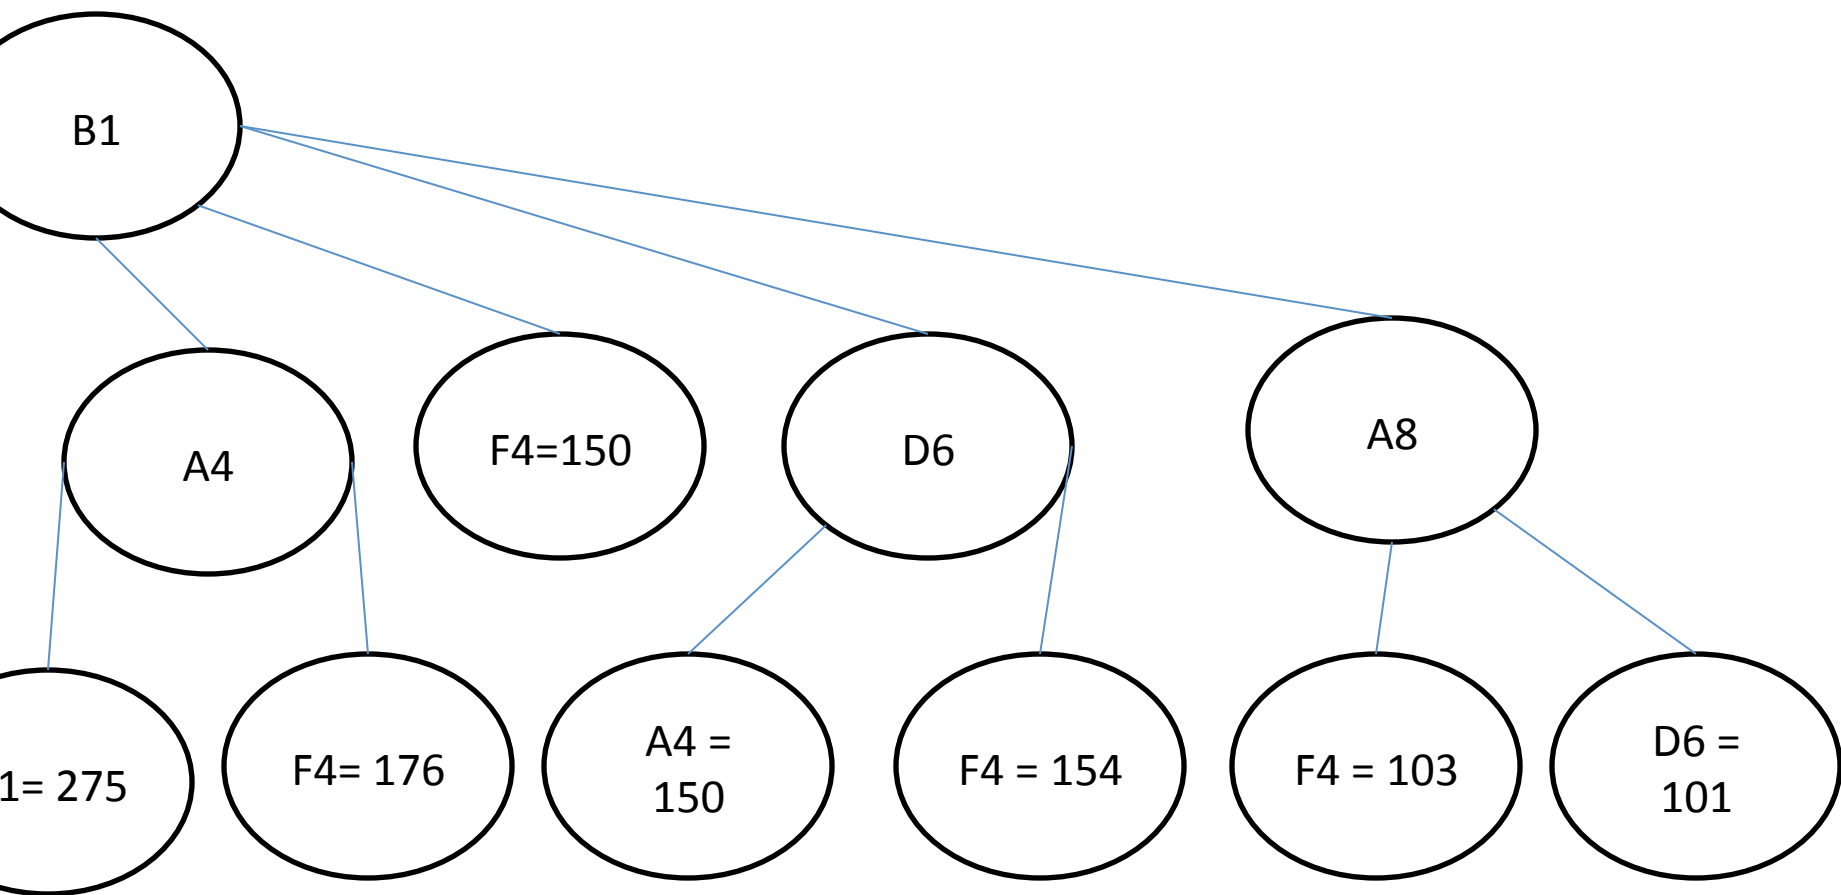 B1
A4
F4=150
D6
A8
1= 275
F4= 176
A4 =
150
F4 = 154
F4 = 103
D6 =
101